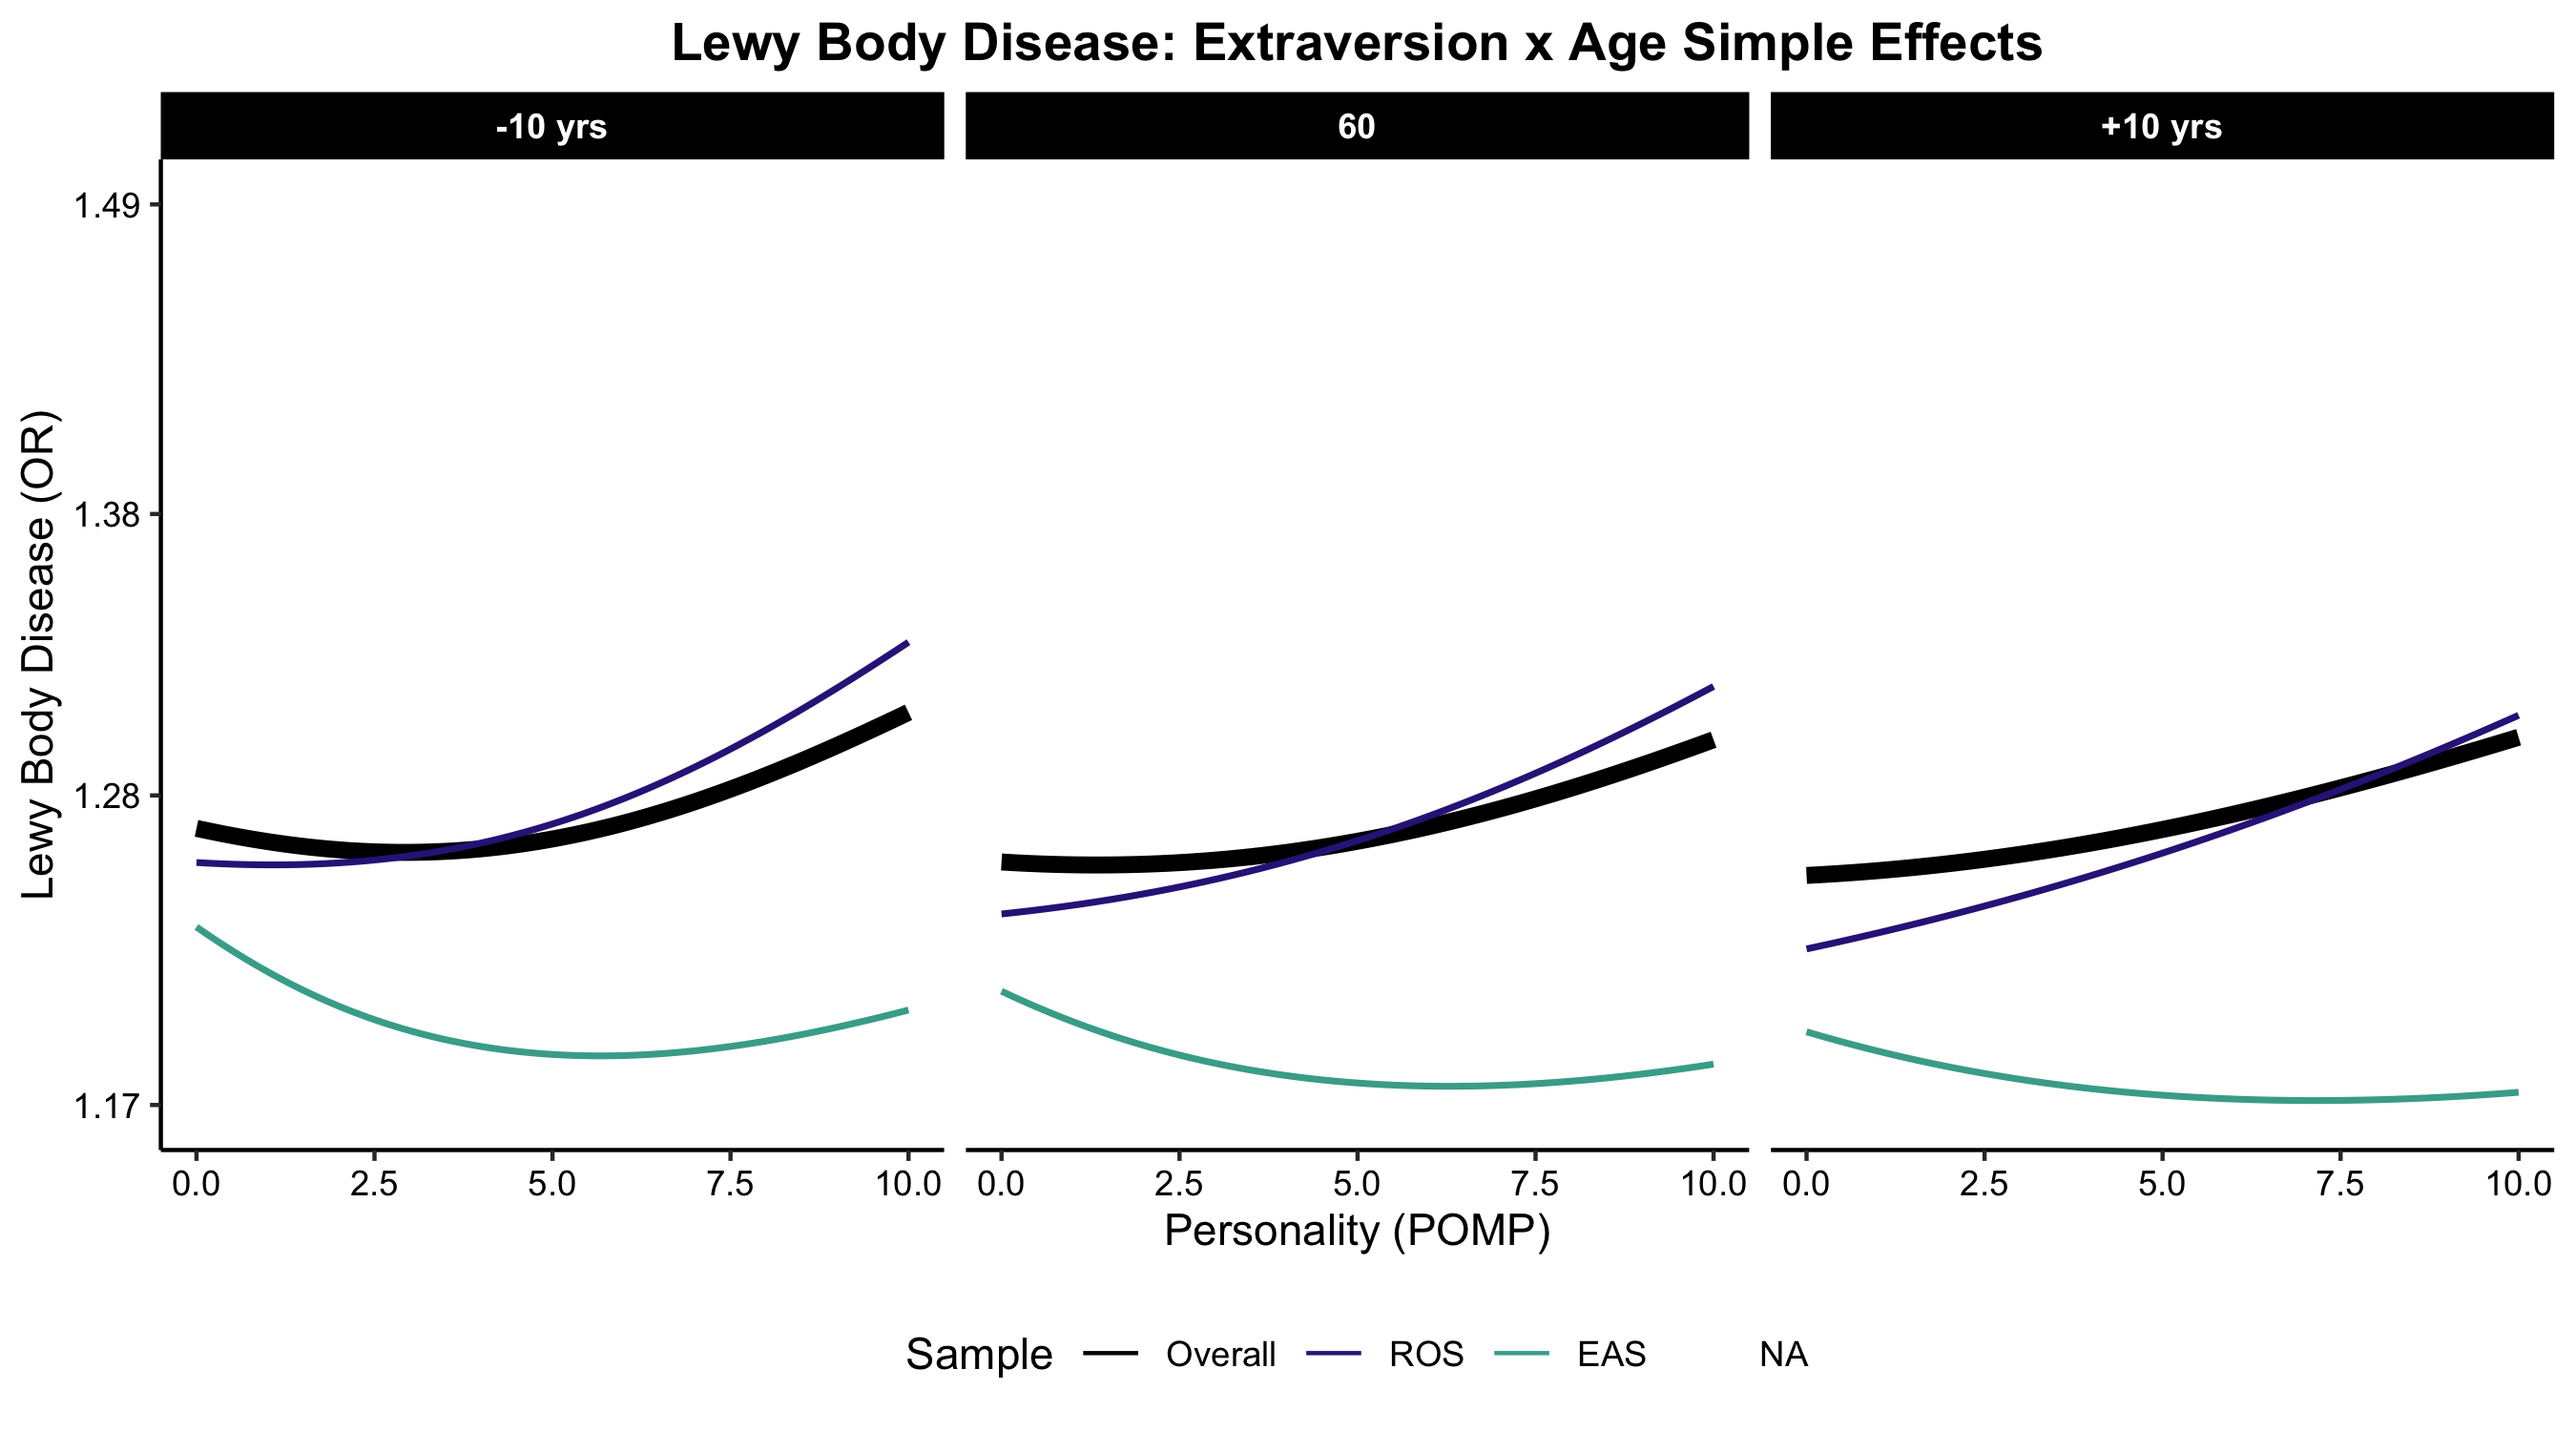 Lewy Body Disease: Extraversion x Age Simple Effects
-10 yrs
60
+10 yrs
Lewy Body Disease (OR)
1.49
1.38
1.28
1.17
0.0 2.5 5.0 7.5 10.0
0.0 2.5 5.0 7.5 10.0
0.0 2.5 5.0 7.5 10.0
Personality (POMP)
Sample Overall ROS EAS NA